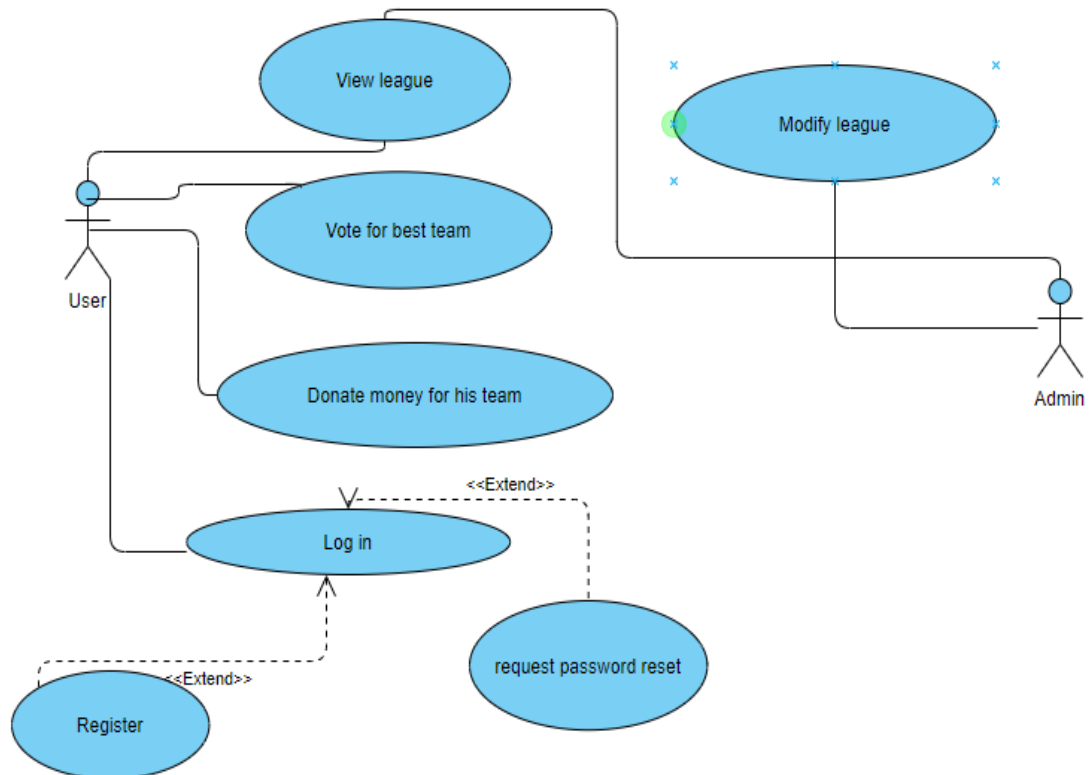 View league
Modify league
Vote for best team
User
Donate money for his team
Admin
<<Extend>>
Log in
request password reset
<<Extend>>
Register